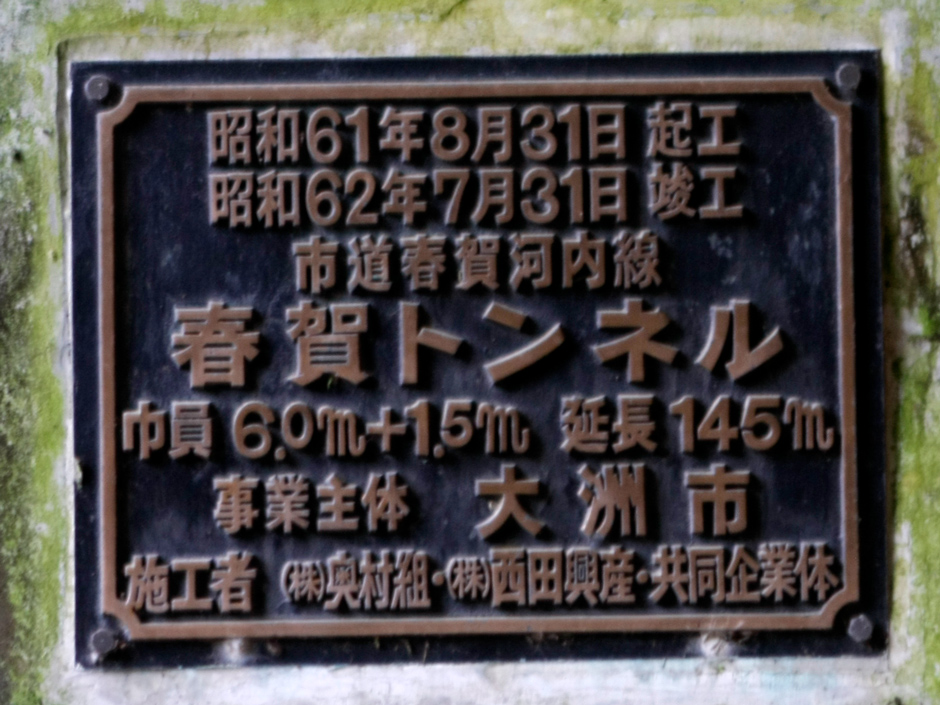 昭和61年8月31日 起工
昭和62年7月31日 竣工
市道春賀河内線
春賀トンネル
巾員 6.0m+1.5m 延長 145m
事業主体 大洲市
施工者 ㈱奥村組・㈱西田興産・共同企業体